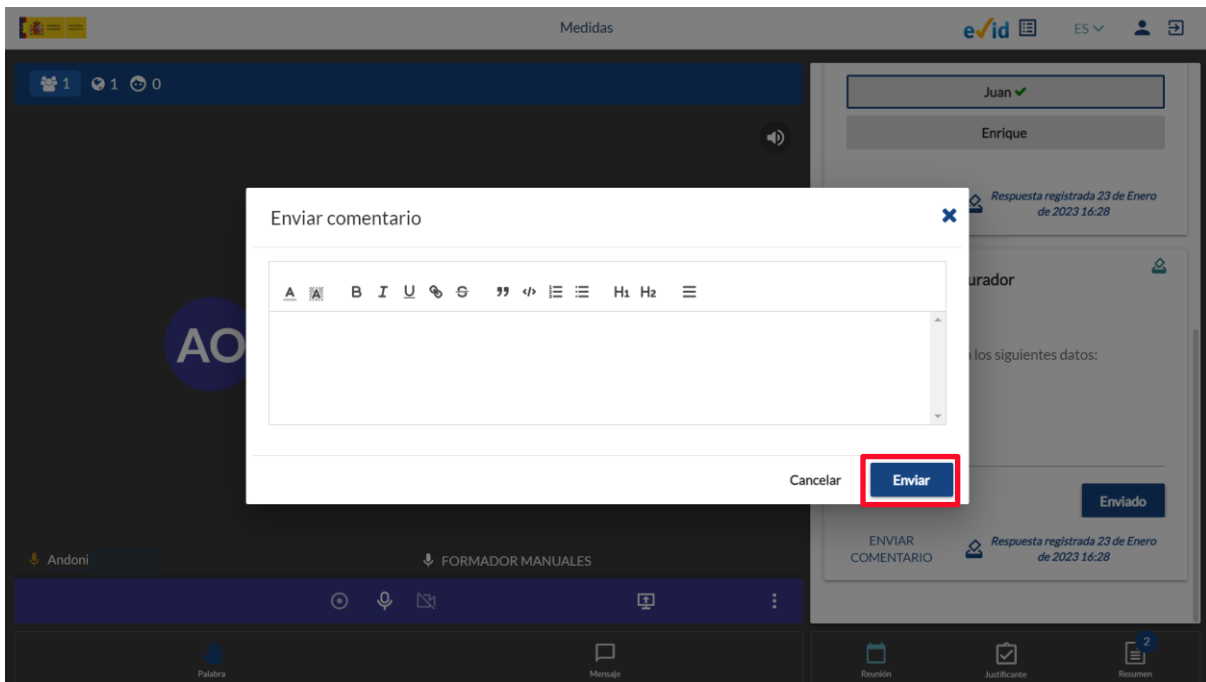 Medidas
evid
ES
1 1 0
Juan
Enrique
Respuesta registrada 23 de Enero
de 2023 16:28
Enviar comentario
A A B I U S H1 H2
AO
urador
los siguientes datos:
Cancelar
Enviar
Enviado
ENVIAR
COMENTARIO
Respuesta registrada 23 de Enero
de 2023 16:28
Andoni
FORMADOR MANUALES
Palabra
Mensaje
Reunión
Justificante
2
Resumen